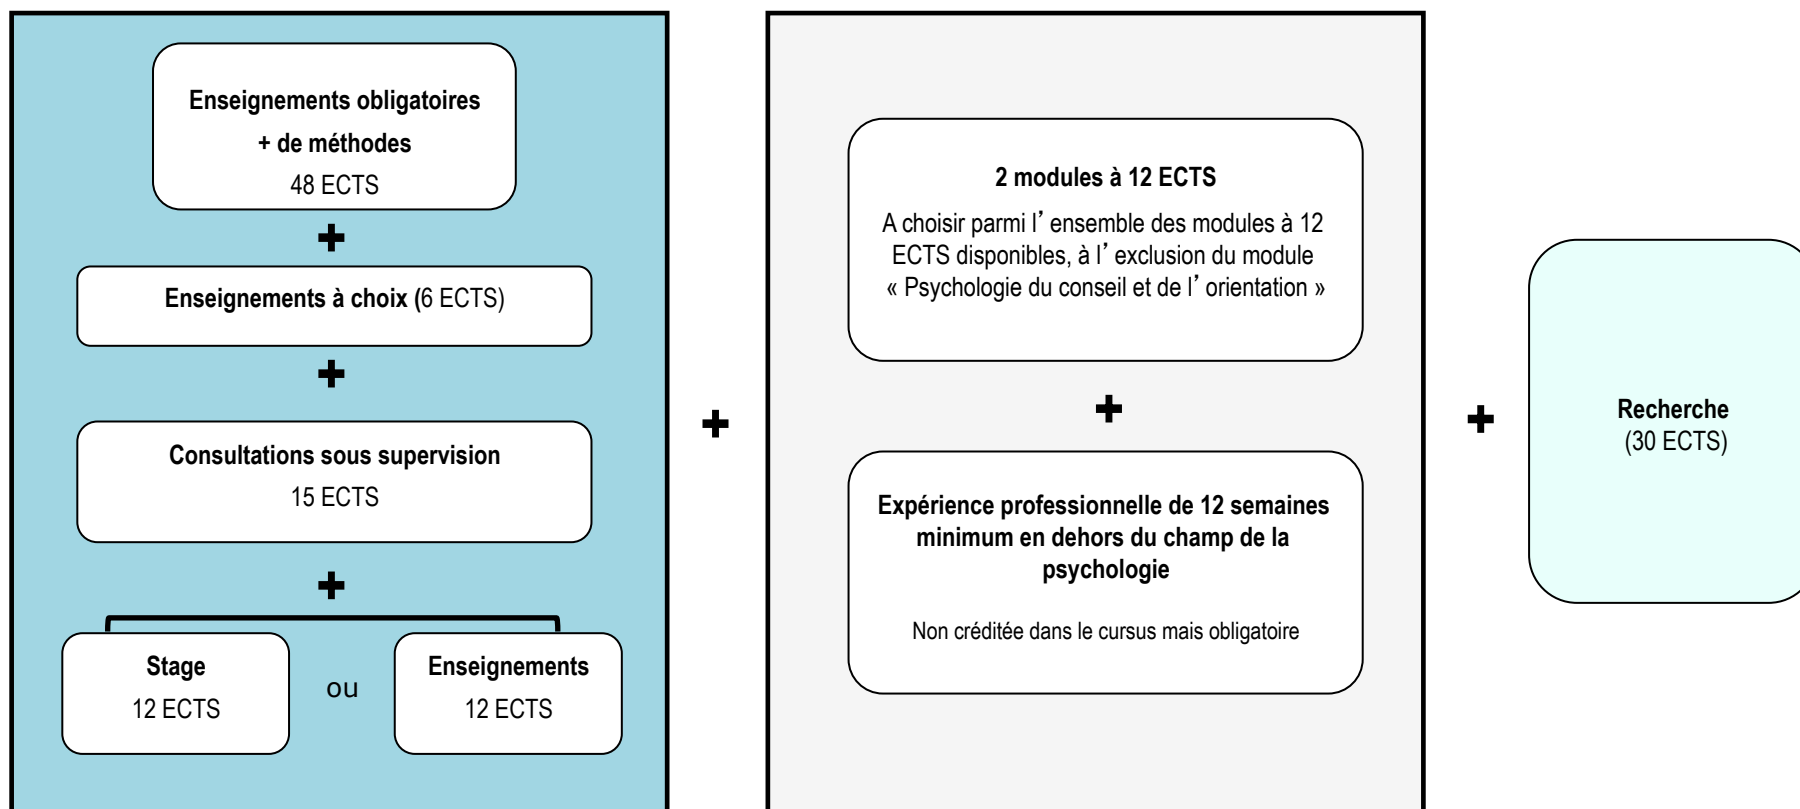 Enseignements obligatoires
+ de méthodes
48 ECTS
+
Enseignements à choix (6 ECTS)
+
Consultations sous supervision
15 ECTS
+
Stage
12 ECTS
ou
Enseignements
12 ECTS
+
2 modules à 12 ECTS
A choisir parmi l’ensemble des modules à 12
ECTS disponibles, à l’exclusion du module
« Psychologie du conseil et de l’orientation »
+
Expérience professionnelle de 12 semaines
minimum en dehors du champ de la
psychologie
Non créditée dans le cursus mais obligatoire
+
Recherche
(30 ECTS)